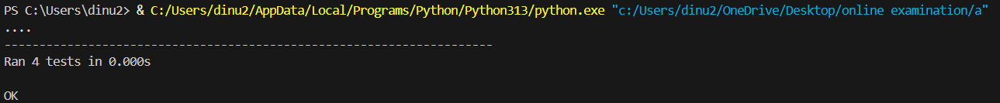 PS C:\Users\dinu2> & C:/Users/dinu2/AppData/Local/Programs/Python/Python313/python.exe "c:/Users/dinu2/OneDrive/Desktop/online examination/a"
....
----------------------------------------------------------------------
Ran 4 tests in 0.000s

OK